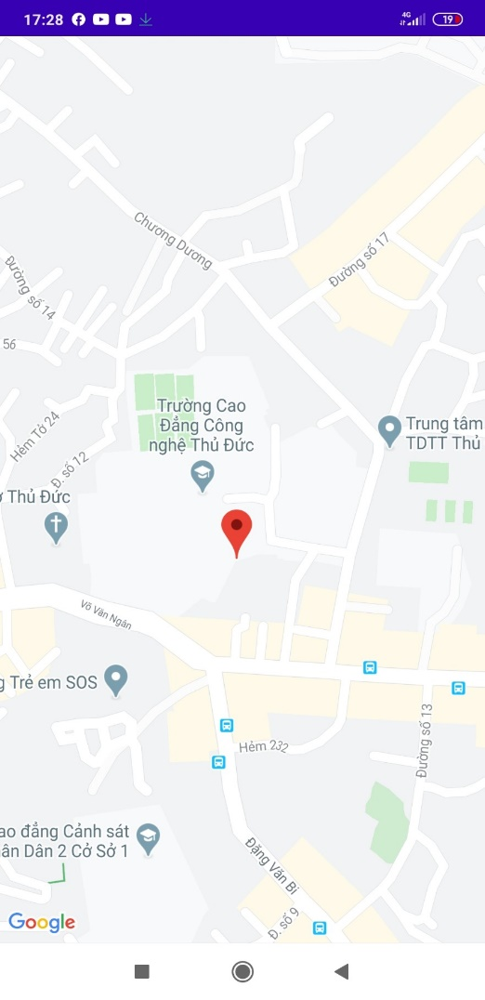 17:28
4G
19
Chương Dương
Đường số 17
Đường số 14
56
Trường Cao
Đẳng Công
nghệ Thủ Đức
Trung tâm
TDTT Thủ
Hẻm Tở 24
Đ. số 12
Thủ Đức
Võ Văn Ngân
g Trẻ em SOS
Hẻm 232
Đường số 13
ao đẳng Cảnh sát
ân Dân 2 Cở Sở 1
Đặng Văn Bi
Đ. số 9
Google